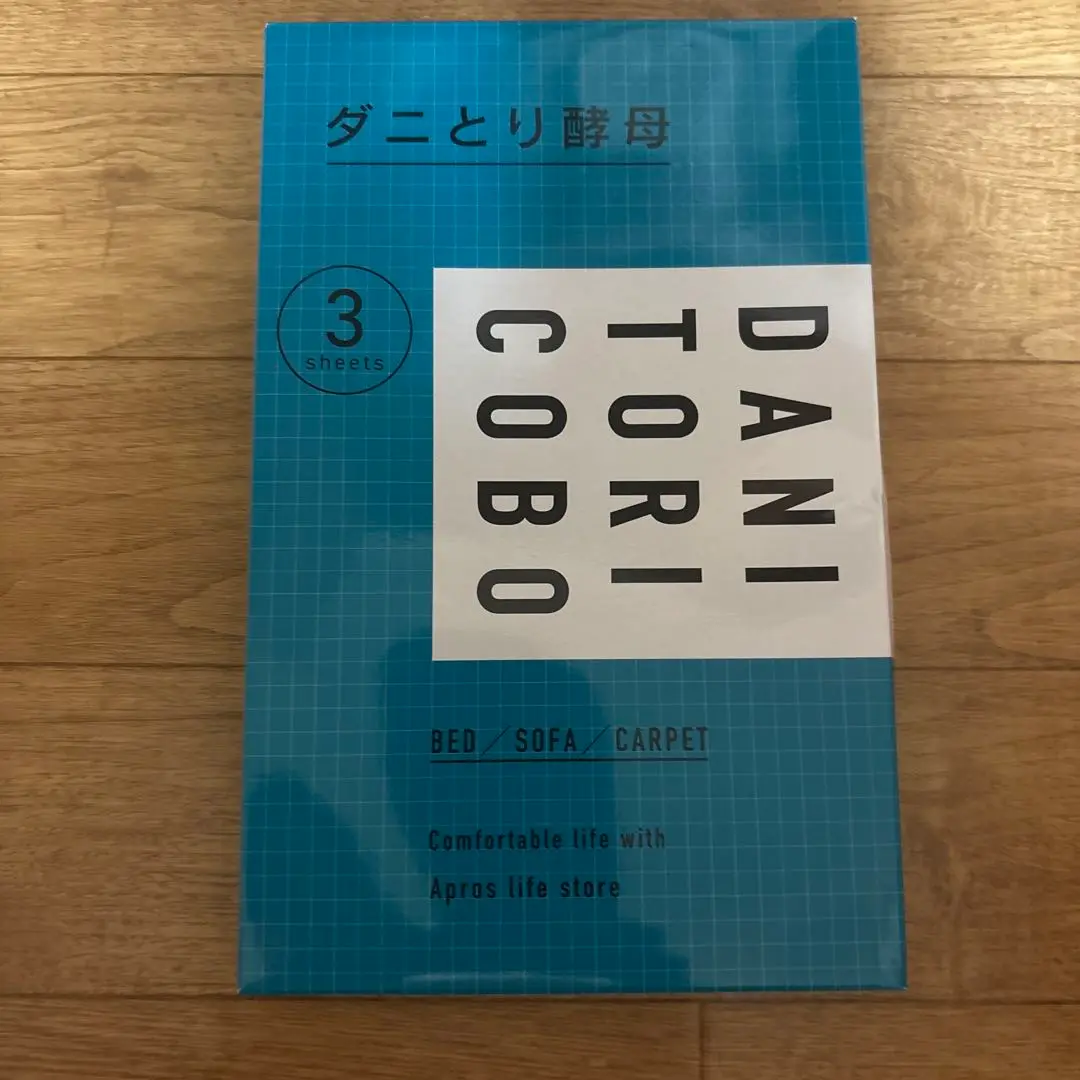 ダニとり酵母
3
sheets
DANI
TORI
COBO
BED／SOFA／CARPET
Comfortable life with
Apros life store